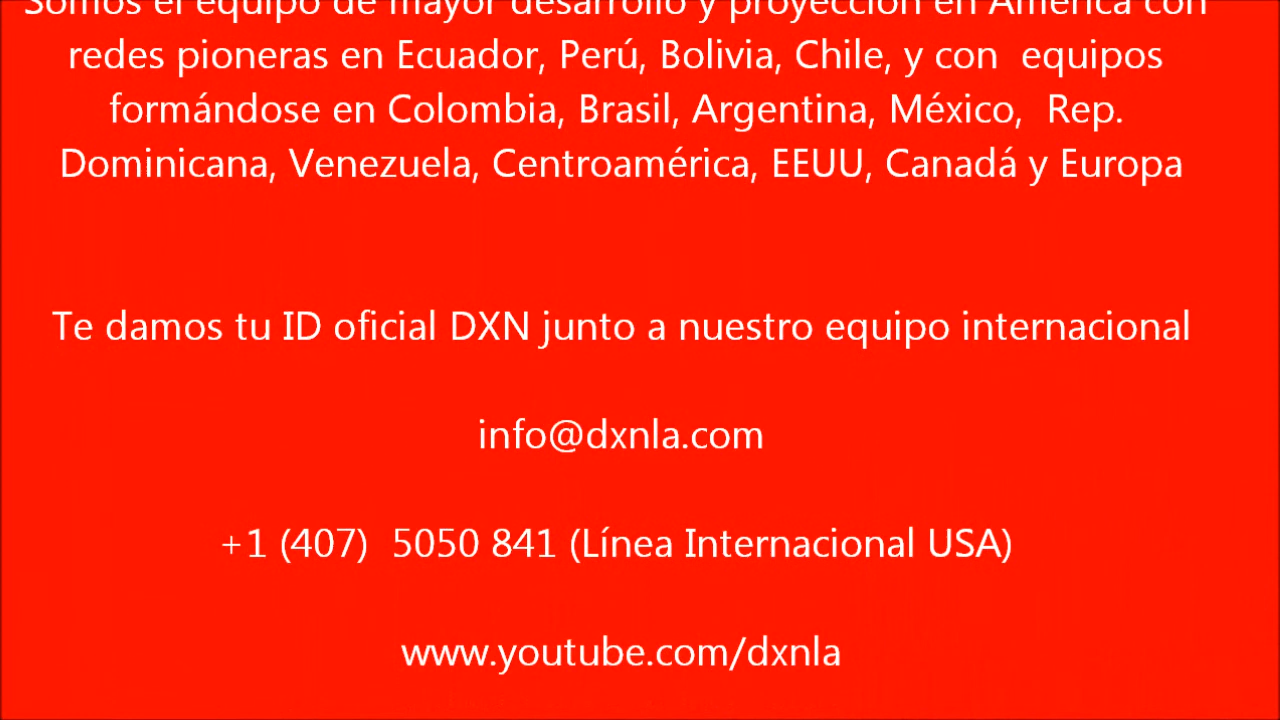 Somos el equipo de mayor desarrollo y proyección en América con
redes pioneras en Ecuador, Perú, Bolivia, Chile, y con  equipos
formándose en Colombia, Brasil, Argentina, México,  Rep.
Dominicana, Venezuela, Centroamérica, EEUU, Canadá y Europa
Te damos tu ID oficial DXN junto a nuestro equipo internacional
info@dxnla.com
+1 (407)  5050 841 (Línea Internacional USA)
www.youtube.com/dxnla